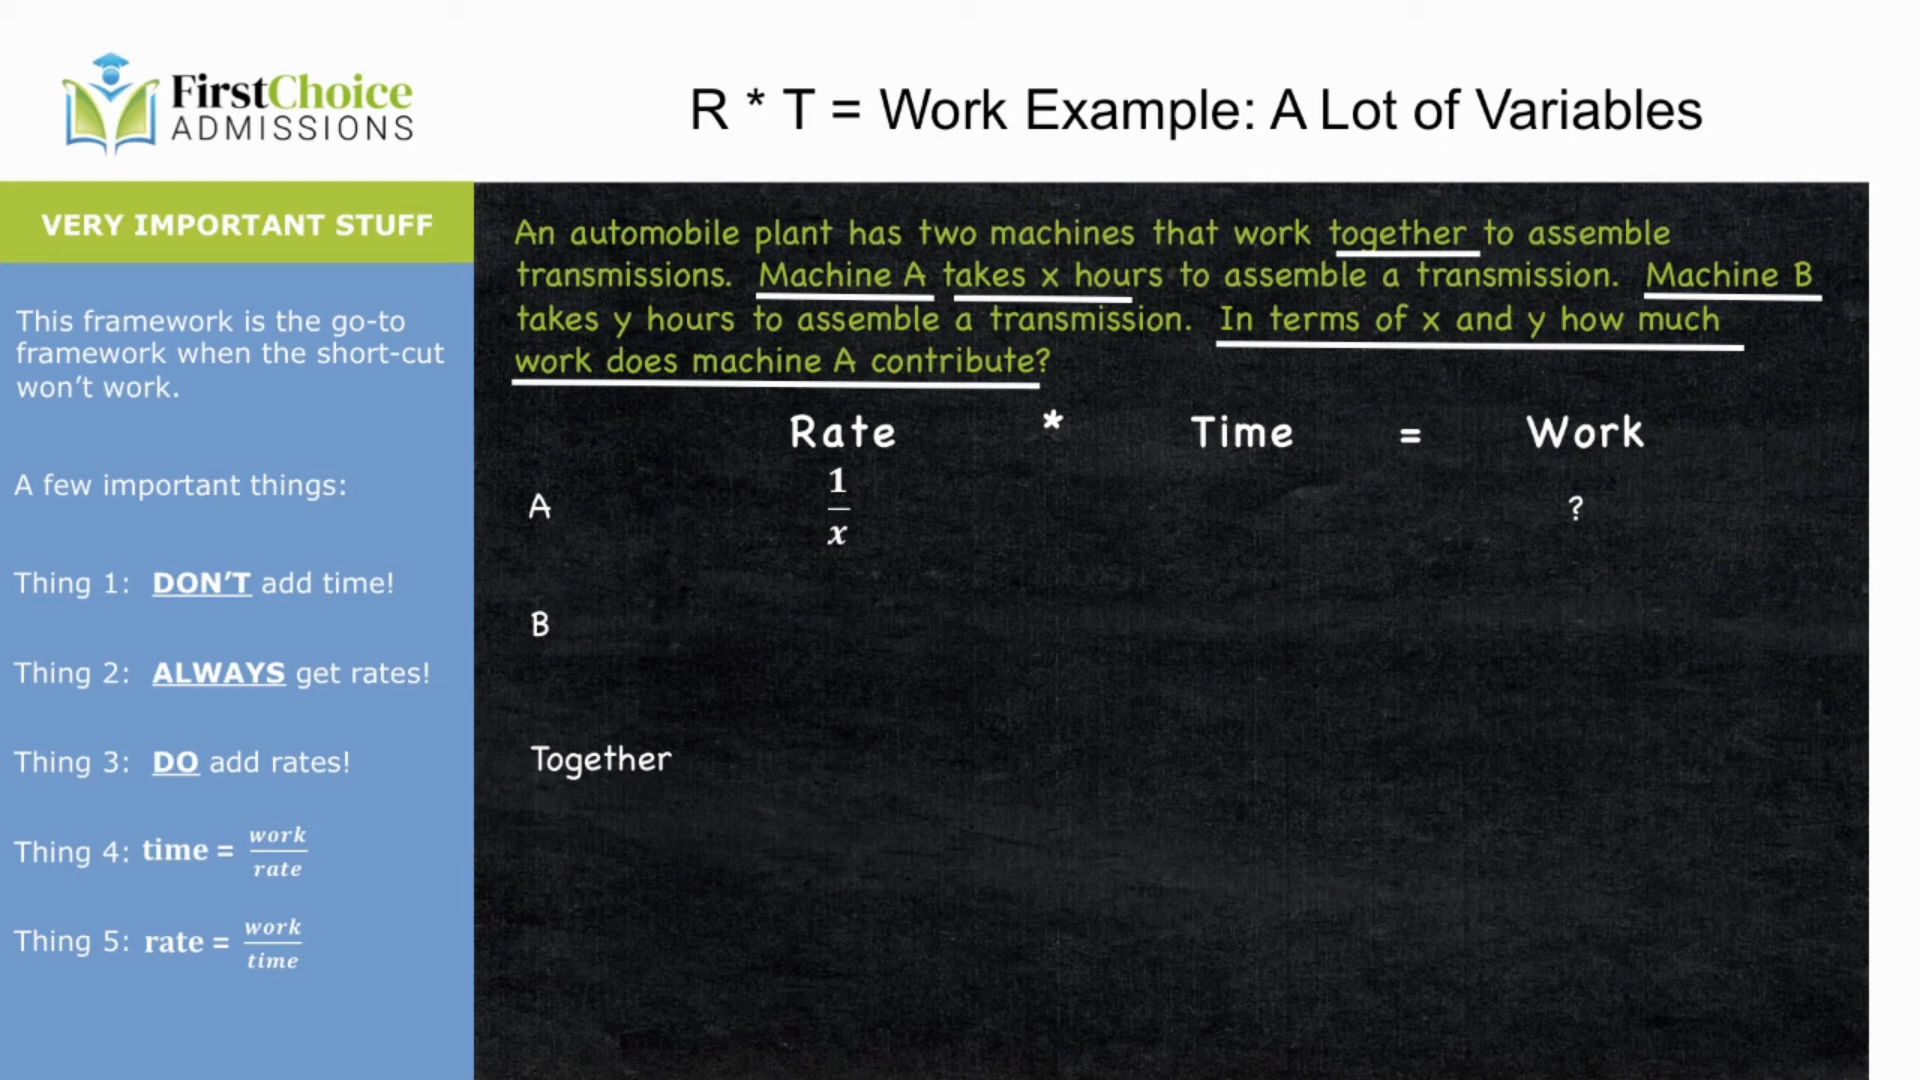 FirstChoice
ADMISSIONS
R * T = Work Example: A Lot of Variables
VERY IMPORTANT STUFF
This framework is the go-to
framework when the short-cut
won't work.
A few important things:
Thing 1: DON'T add time!
Thing 2: ALWAYS get rates!
Thing 3: DO add rates!
Thing 4: time = work/rate
Thing 5: rate = work/time
An automobile plant has two machines that work together to assemble
transmissions. Machine A takes x hours to assemble a transmission. Machine B
takes y hours to assemble a transmission. In terms of x and y how much
work does machine A contribute?
Rate * Time = Work
A 1/x ?
B
Together